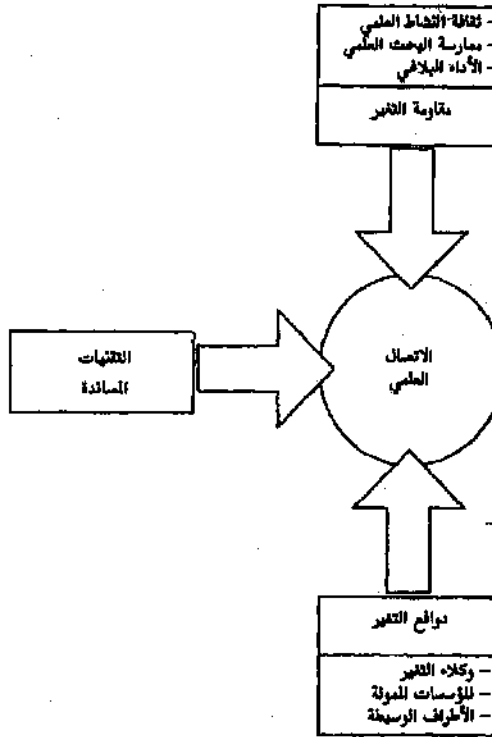 - ثقافة النشاط العلمي
- ممارسة البحث العلمي
- الأداء البلاغي
مقاومة التغير
الاتصال
العلمي
التقنيات
المساندة
دوافع التغير
- وكلاء التغير
- المؤسسات الممولة
- الأطراف الوسيطة